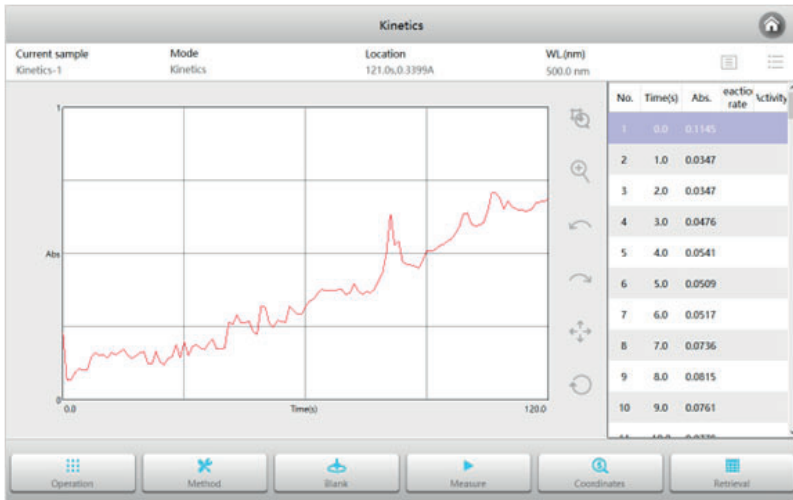 Kinetics
Current sample Mode Location WL.(nm)
Kinetics-1 Kinetics 121.0s,0.3399A 500.0 nm
No. Time(s) Abs. eactio rate Activity
1 0.0 0.1145
2 1.0 0.0347
3 2.0 0.0347
4 3.0 0.0476
5 4.0 0.0541
6 5.0 0.0509
7 6.0 0.0517
8 7.0 0.0736
9 8.0 0.0815
10 9.0 0.0761
1
Abs
0
0.0 Time(s) 120.0
Operation Method Blank Measure Coordinates Retrieval